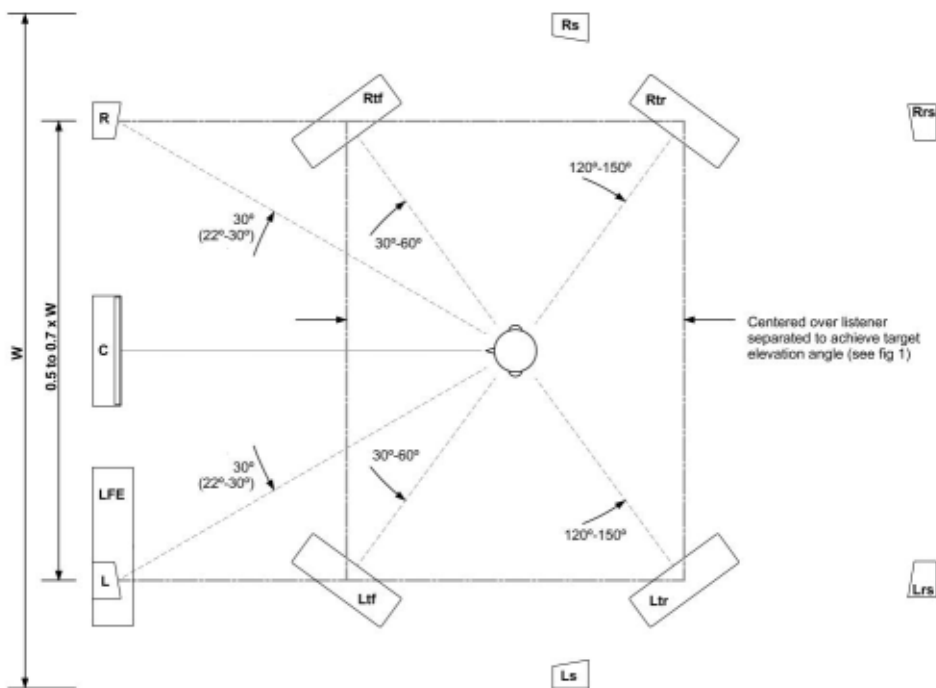 Rs
Rtf
Rtr
R
Rrs
120º-150º
30º
(22º-30º)
30º-60º
W
0.5 to 0.7 x W
C
Centered over listener
separated to achieve target
elevation angle (see fig 1)
30º
(22º-30º)
30º-60º
LFE
120º-150º
L
Ltf
Ltr
Lrs
Ls